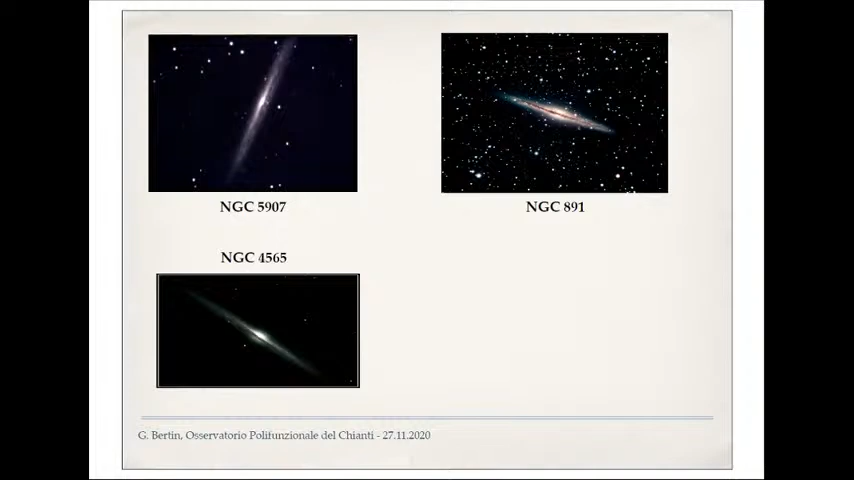 NGC 5907
NGC 891
NGC 4565
G. Bertin, Osservatorio Polifunzionale del Chianti - 27.11.2020